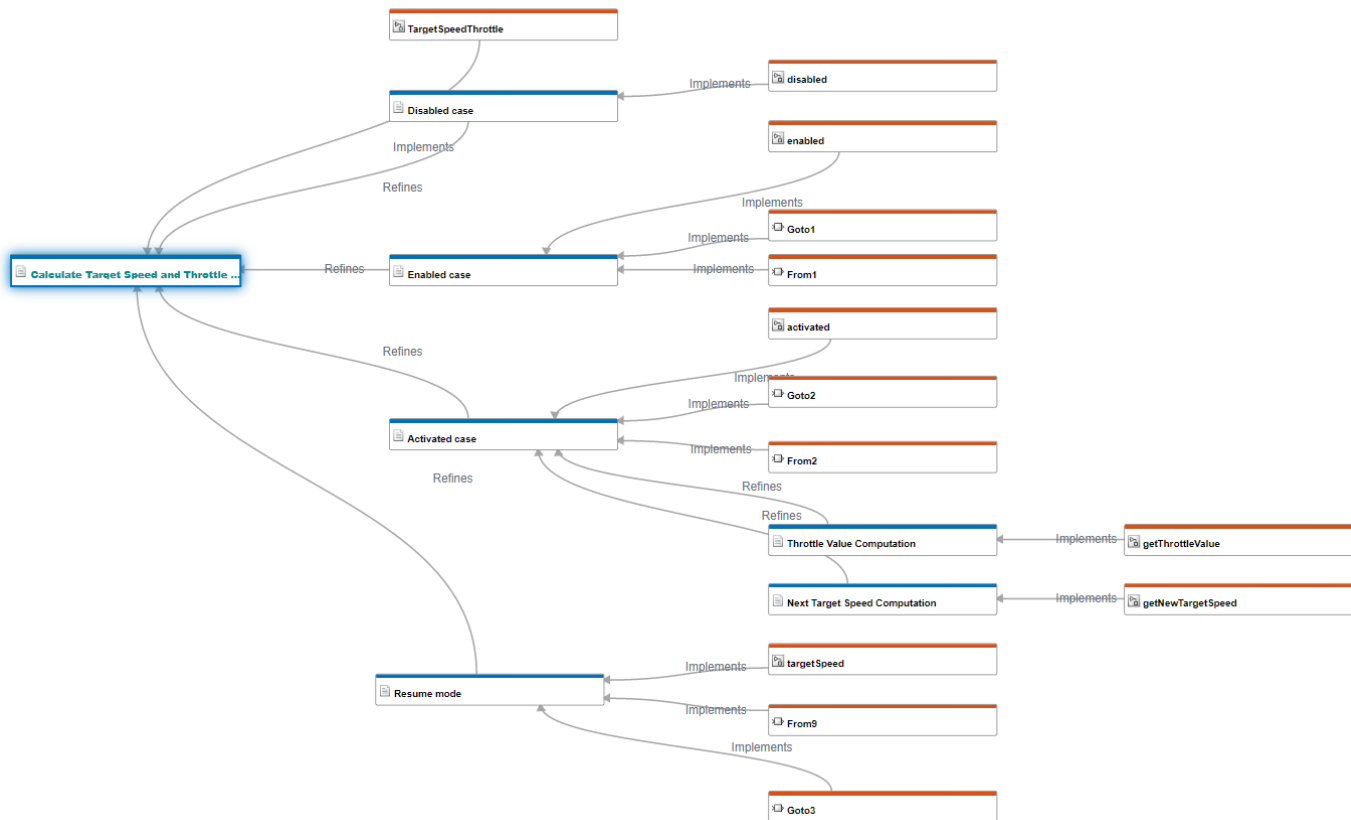 TargetSpeedThrottle
disabled
Implements
Disabled case
enabled
Implements
Refines
Implements
Goto1
Implements
Calculate Target Speed and Throttle ...
Refines
Enabled case
Implements
From1
activated
Refines
Implements
Goto2
Implements
Activated case
Implements
From2
Refines
Refines
Refines
Throttle Value Computation
Implements
getThrottleValue
Next Target Speed Computation
Implements
getNewTargetSpeed
targetSpeed
Implements
Resume mode
Implements
From9
Implements
Goto3